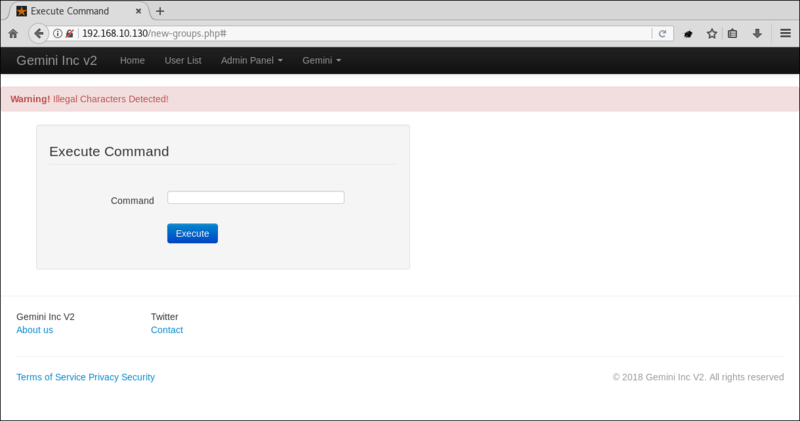 Execute Command
192.168.10.130/new-groups.php#
Gemini Inc v2 Home User List Admin Panel Gemini
Warning! Illegal Characters Detected!
Execute Command
Command
Execute
Gemini Inc V2 Twitter
About us Contact
Terms of Service Privacy Security © 2018 Gemini Inc V2. All rights reserved